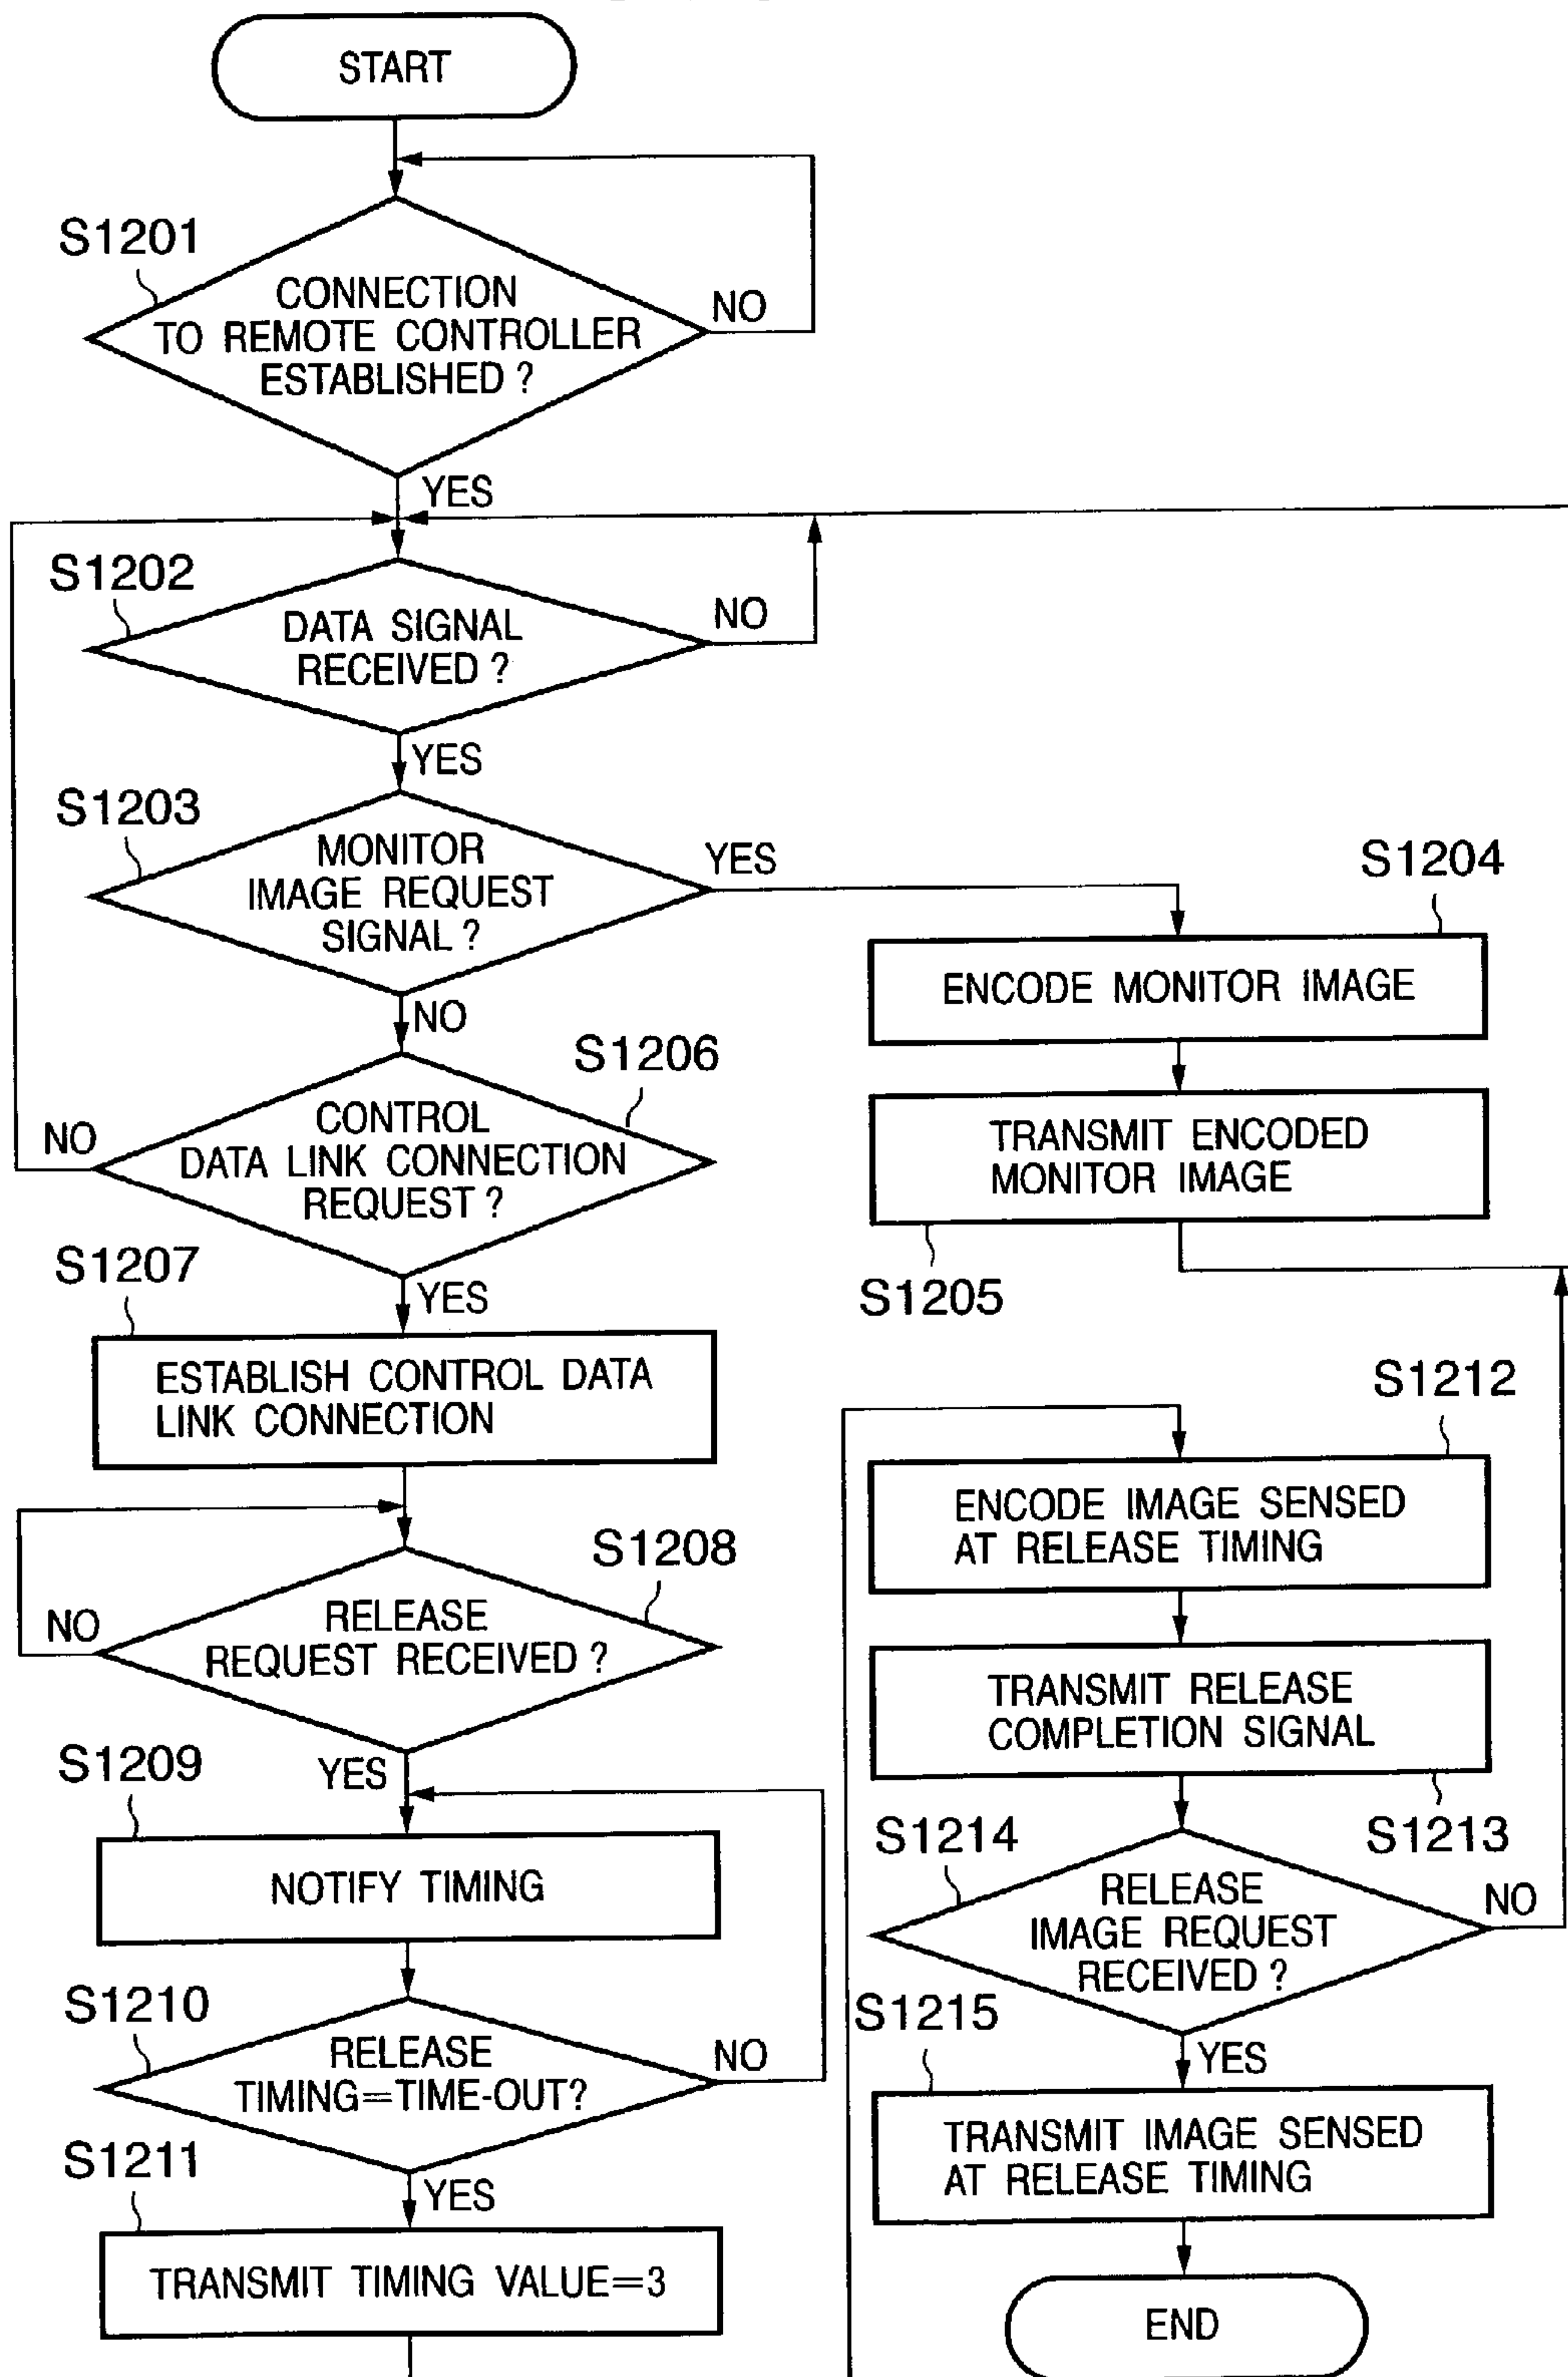 START
S1201
CONNECTION
TO REMOTE CONTROLLER
ESTABLISHED ?
NO
YES
S1202
DATA SIGNAL
RECEIVED ?
NO
YES
S1203
MONITOR
IMAGE REQUEST
SIGNAL ?
YES
NO
S1204
ENCODE MONITOR IMAGE
TRANSMIT ENCODED
MONITOR IMAGE
S1205
S1206
CONTROL
DATA LINK CONNECTION
REQUEST ?
NO
YES
S1207
ESTABLISH CONTROL DATA
LINK CONNECTION
S1208
RELEASE
REQUEST RECEIVED ?
NO
YES
S1209
NOTIFY TIMING
S1210
RELEASE
TIMING=TIME-OUT?
NO
YES
S1211
TRANSMIT TIMING VALUE=3
S1212
ENCODE IMAGE SENSED
AT RELEASE TIMING
TRANSMIT RELEASE
COMPLETION SIGNAL
S1213
S1214
RELEASE
IMAGE REQUEST
RECEIVED ?
NO
YES
S1215
TRANSMIT IMAGE SENSED
AT RELEASE TIMING
END